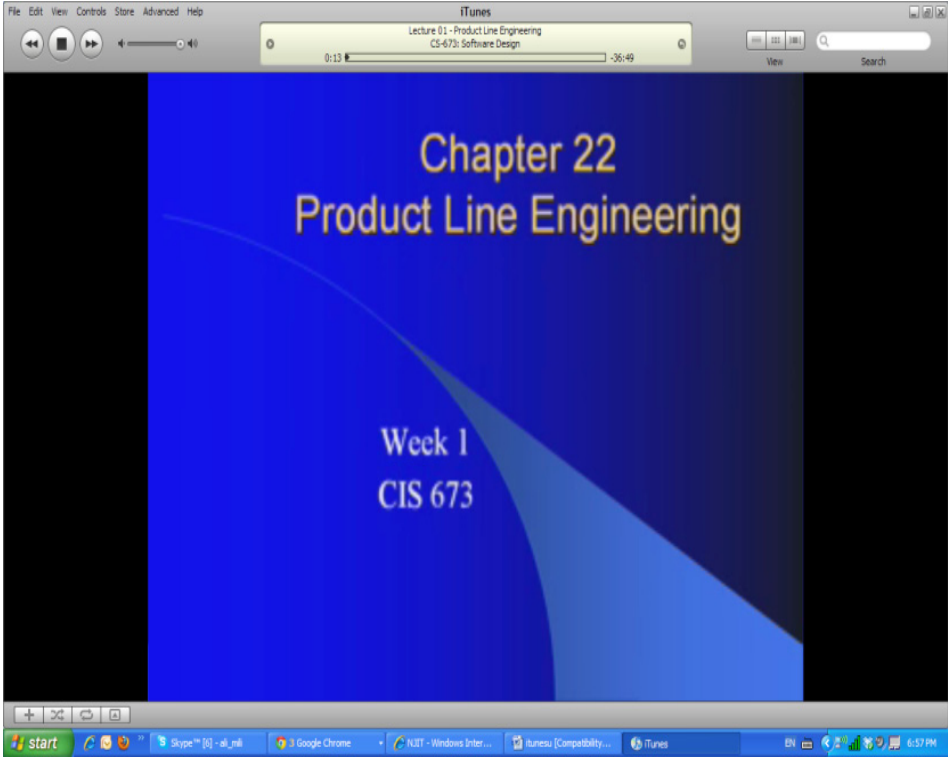 File Edit View Controls Store Advanced Help
iTunes
Lecture 01 - Product Line Engineering
CS-673: Software Design
0:13
-36:49
View
Search
Chapter 22
Product Line Engineering
Week 1
CIS 673
start
Skype™ [6] - ali_mili
3 Google Chrome
NJIT - Windows Inter...
itunesu [Compatibility...
iTunes
EN
6:57 PM